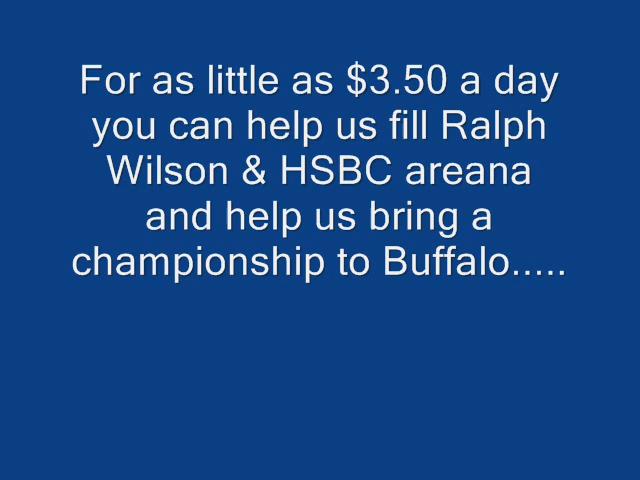 For as little as $3.50 a day
you can help us fill Ralph
Wilson & HSBC areana
and help us bring a
championship to Buffalo.....